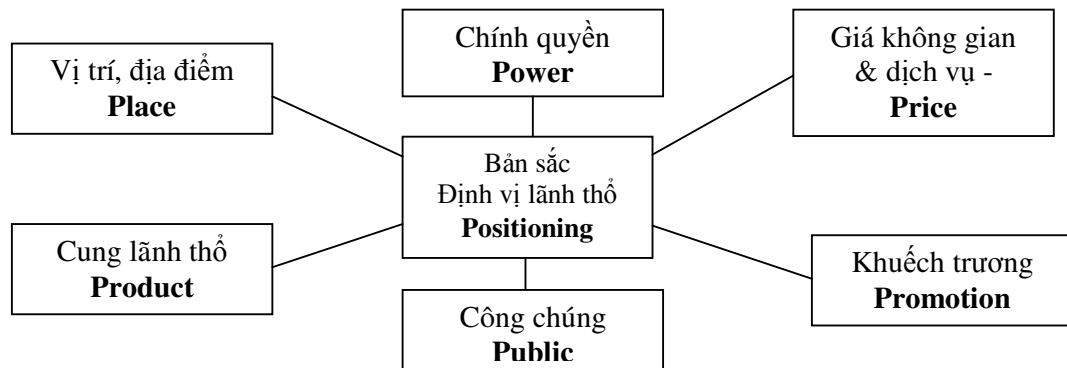 Chính quyền
Power
Vị trí, địa điểm
Place
Giá không gian
& dịch vụ -
Price
Bản sắc
Định vị lãnh thổ
Positioning
Cung lãnh thổ
Product
Khuếch trương
Promotion
Công chúng
Public